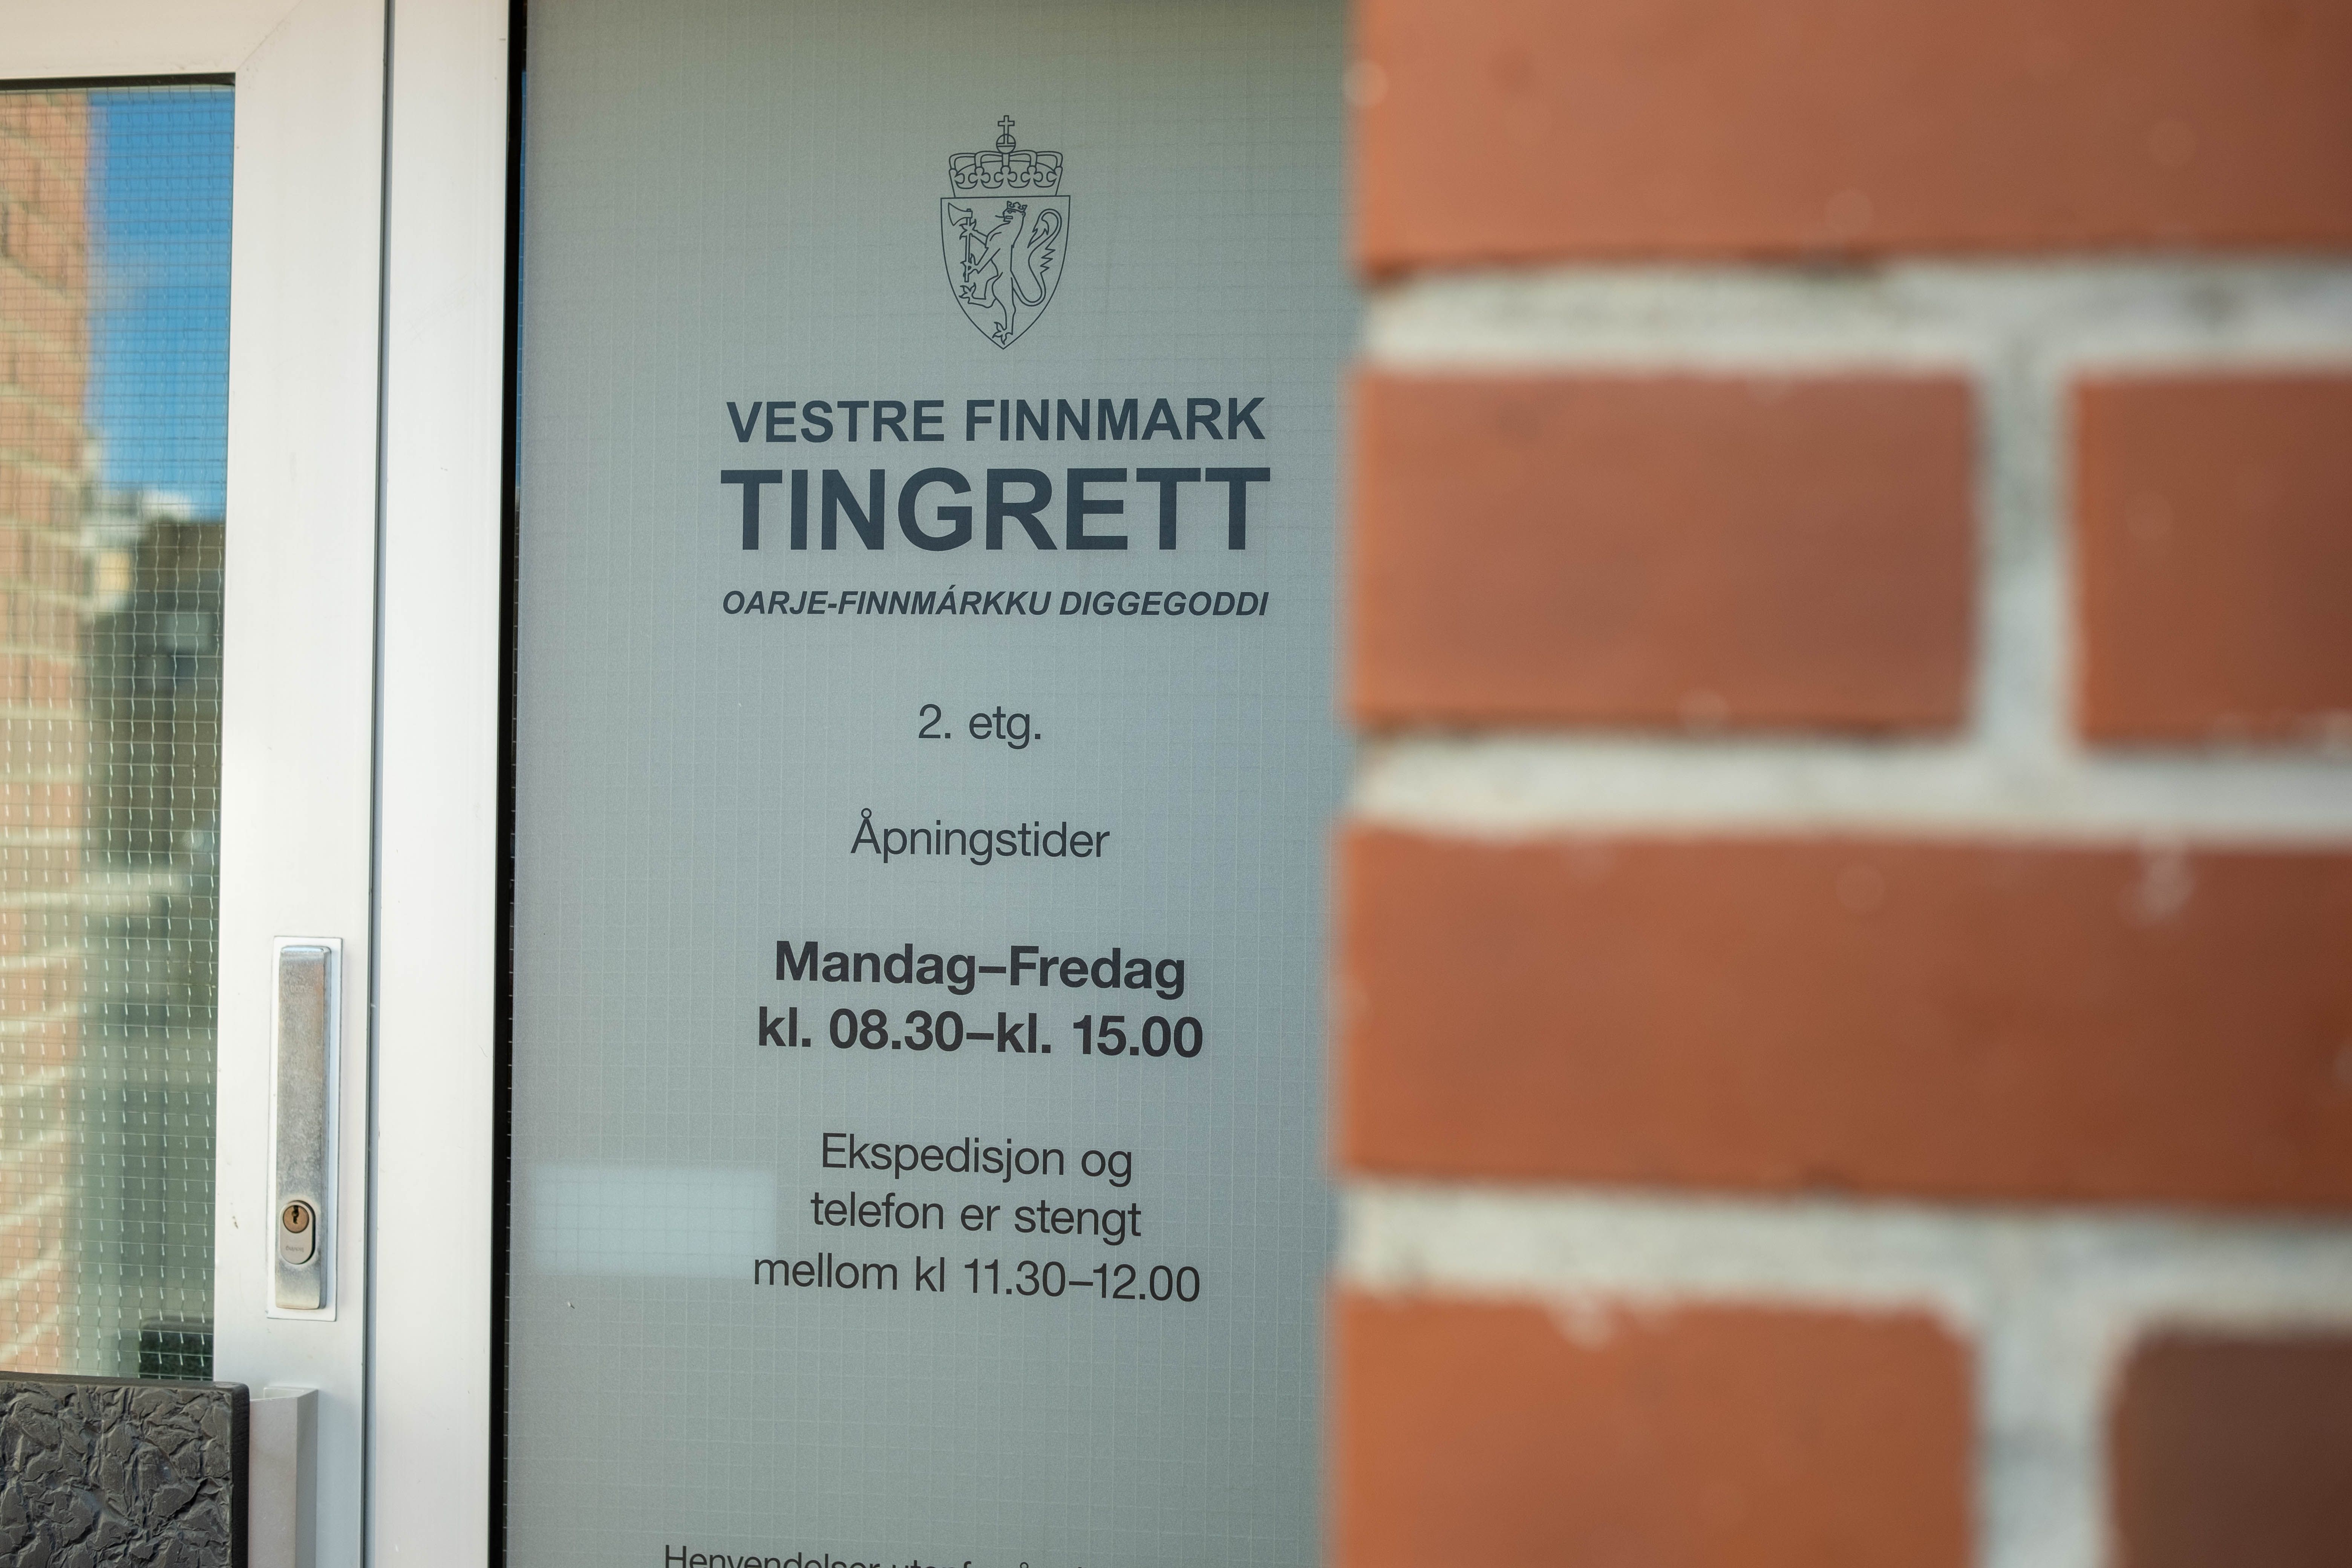 VESTRE FINNMARK
TINGRETT
OARJE-FINNMÁRKKU DIGGEGODDI
2. etg.
Åpningstider
Mandag–Fredag
kl. 08.30–kl. 15.00
Ekspedisjon og
telefon er stengt
mellom kl 11.30–12.00
Henvendelser